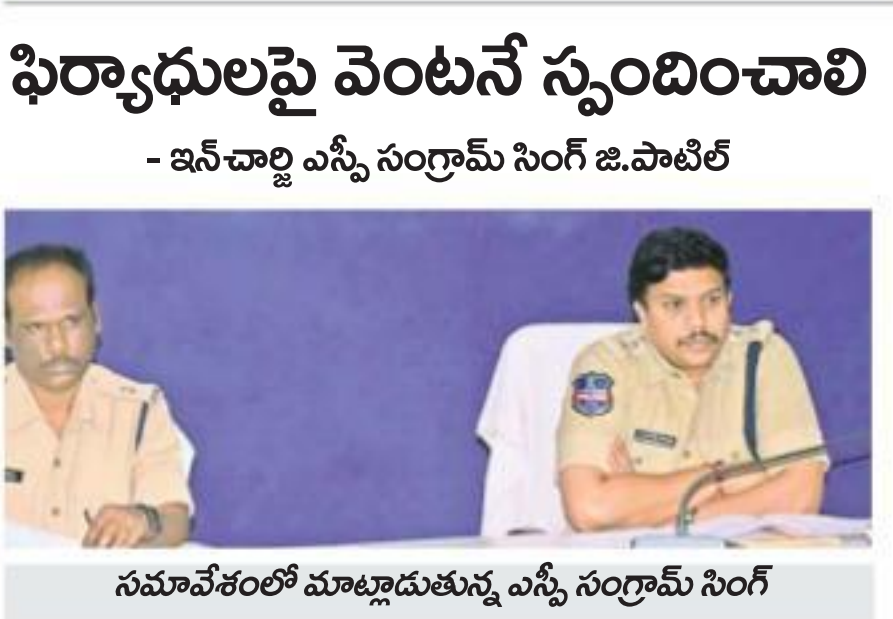 ఫిర్యాధులపై వెంటనే స్పందించాలి
- ఇన్‌చార్జి ఎస్పీ సంగ్రామ్ సింగ్ జి.పాటిల్
సమావేశంలో మాట్లాడుతున్న ఎస్పీ సంగ్రామ్ సింగ్